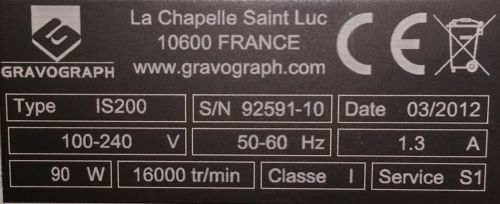 La Chapelle Saint Luc
10600 FRANCE
GRAVOGRAPH
www.gravograph.com
CE
Type IS200 S/N 92591-10 Date 03/2012
100-240 V 50-60 Hz 1.3 A
90 W 16000 tr/min Classe I Service S1